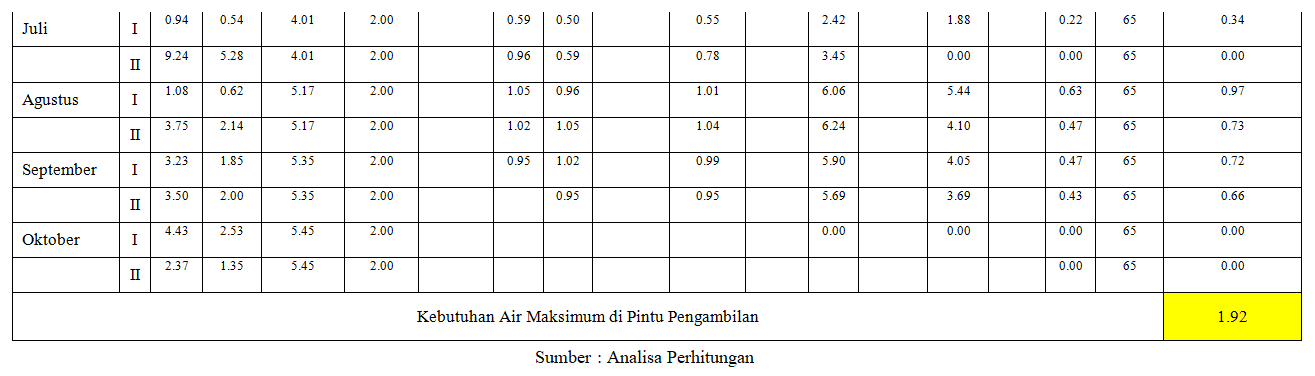 Juli I 0.94 0.54 4.01 2.00 0.59 0.50 0.55 2.42 1.88 0.22 65 0.34
II 9.24 5.28 4.01 2.00 0.96 0.59 0.78 3.45 0.00 0.00 65 0.00
Agustus I 1.08 0.62 5.17 2.00 1.05 0.96 1.01 6.06 5.44 0.63 65 0.97
II 3.75 2.14 5.17 2.00 1.02 1.05 1.04 6.24 4.10 0.47 65 0.73
September I 3.23 1.85 5.35 2.00 0.95 1.02 0.99 5.90 4.05 0.47 65 0.72
II 3.50 2.00 5.35 2.00 0.95 0.95 5.69 3.69 0.43 65 0.66
Oktober I 4.43 2.53 5.45 2.00 0.00 0.00 0.00 65 0.00
II 2.37 1.35 5.45 2.00 0.00 65 0.00
Kebutuhan Air Maksimum di Pintu Pengambilan 1.92
Sumber : Analisa Perhitungan